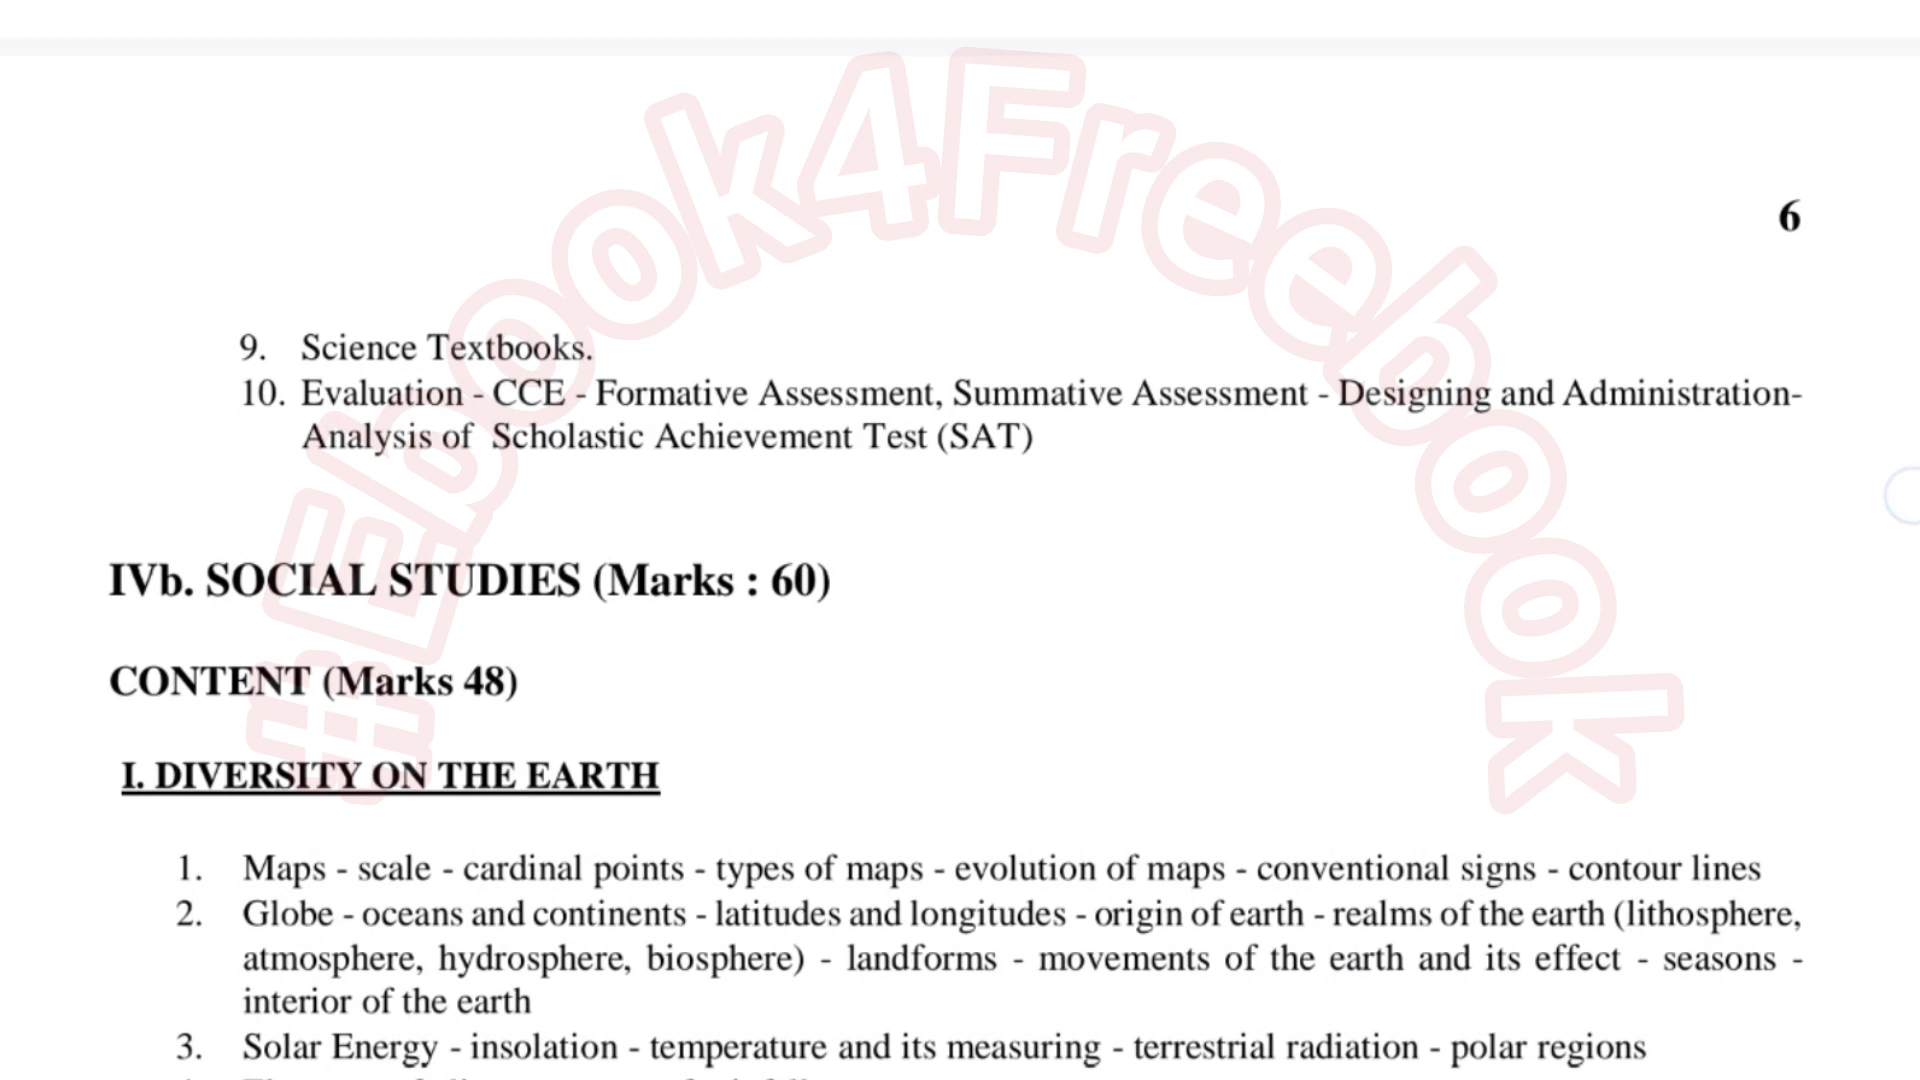 6
9. Science Textbooks.
10. Evaluation - CCE - Formative Assessment, Summative Assessment - Designing and Administration-
Analysis of Scholastic Achievement Test (SAT)
IVb. SOCIAL STUDIES (Marks : 60)
CONTENT (Marks 48)
I. DIVERSITY ON THE EARTH
1. Maps - scale - cardinal points - types of maps - evolution of maps - conventional signs - contour lines
2. Globe - oceans and continents - latitudes and longitudes - origin of earth - realms of the earth (lithosphere,
atmosphere, hydrosphere, biosphere) - landforms - movements of the earth and its effect - seasons -
interior of the earth
3. Solar Energy - insolation - temperature and its measuring - terrestrial radiation - polar regions
#Ebook4Freebook